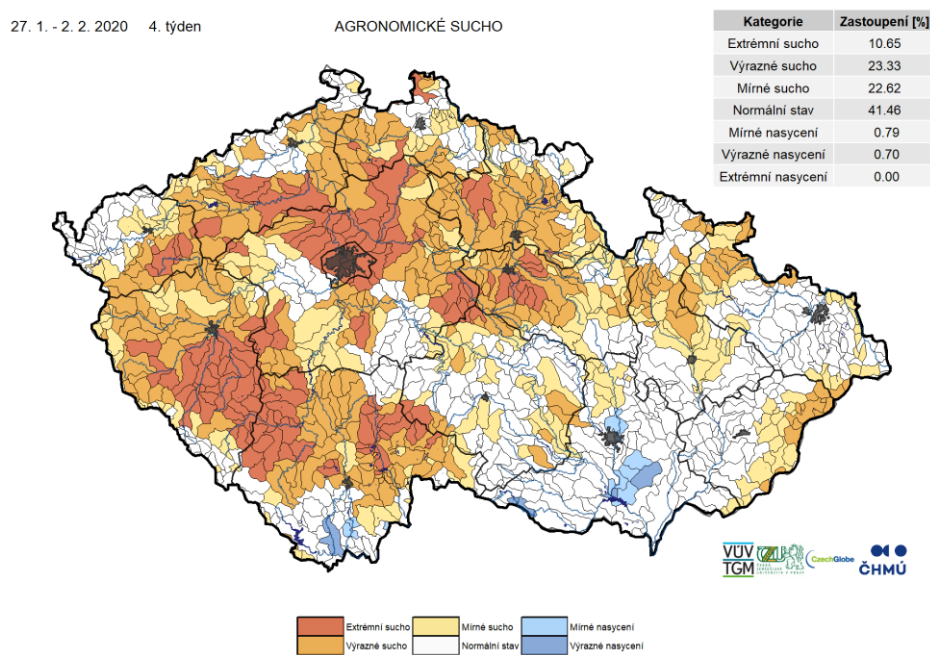 27. 1. - 2. 2. 2020 4. týden AGRONOMICKÉ SUCHO
Kategorie Zastoupení [%]
Extrémní sucho 10.65
Výrazné sucho 23.33
Mírné sucho 22.62
Normální stav 41.46
Mírné nasycení 0.79
Výrazné nasycení 0.70
Extrémní nasycení 0.00
VÚV
TGM
CzechGlobe
ČHMÚ
Extrémní sucho Mírné sucho Mírné nasycení
Výrazné sucho Normální stav Výrazné nasycení